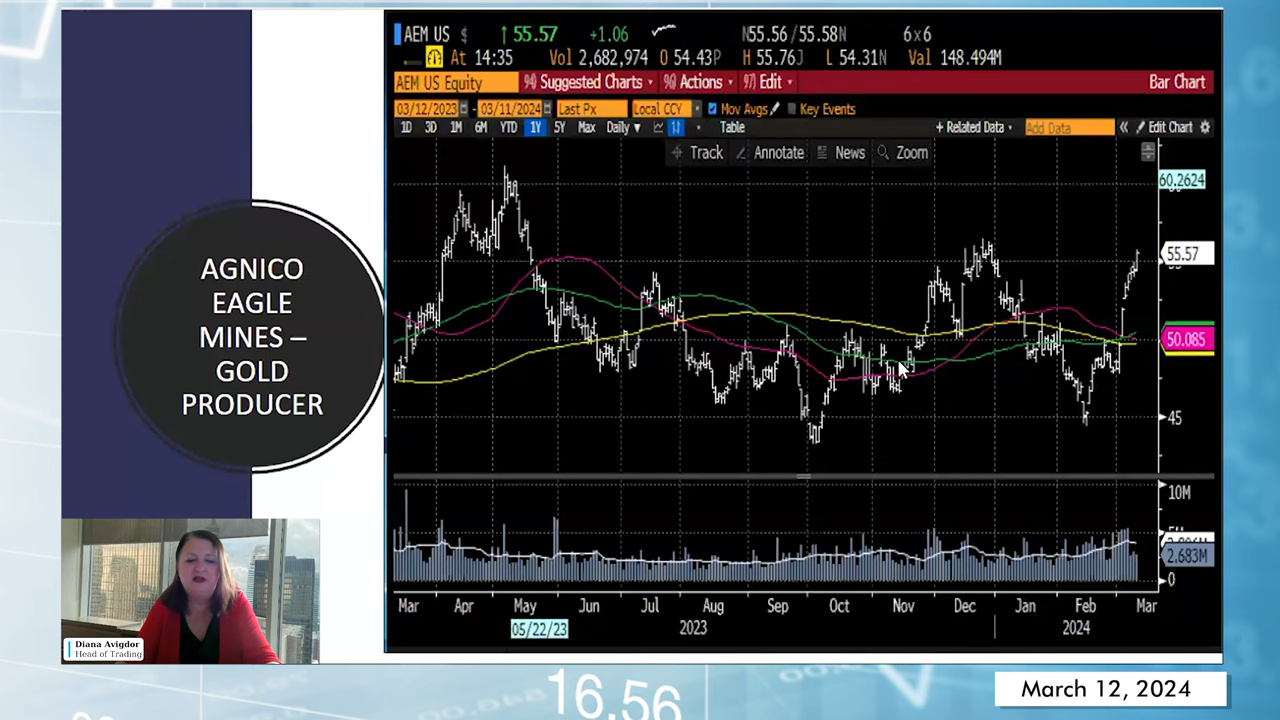 AEM US $ ↑ 55.57 +1.06 N55.56/55.58N 6x6
At 14:35 Vol 2,682,974 O 54.43P H 55.76J L 54.31N Val 148.494M
AEM US Equity 94) Suggested Charts 96) Actions 97) Edit Bar Chart
03/12/2023 - 03/11/2024 Last Px Local CCY Mov Avgs Key Events
1D 3D 1M 6M YTD 1Y 5Y Max Daily ▼ Table + Related Data Add Data « Edit Chart
Track Annotate News Zoom
60.2624
55.57
50.085
45
10M
2.683M
0
Mar Apr May Jun Jul Aug Sep Oct Nov Dec Jan Feb Mar
05/22/23 2023 2024
AGNICO
EAGLE
MINES –
GOLD
PRODUCER
Diana Avigdor
Head of Trading
March 12, 2024
16.56